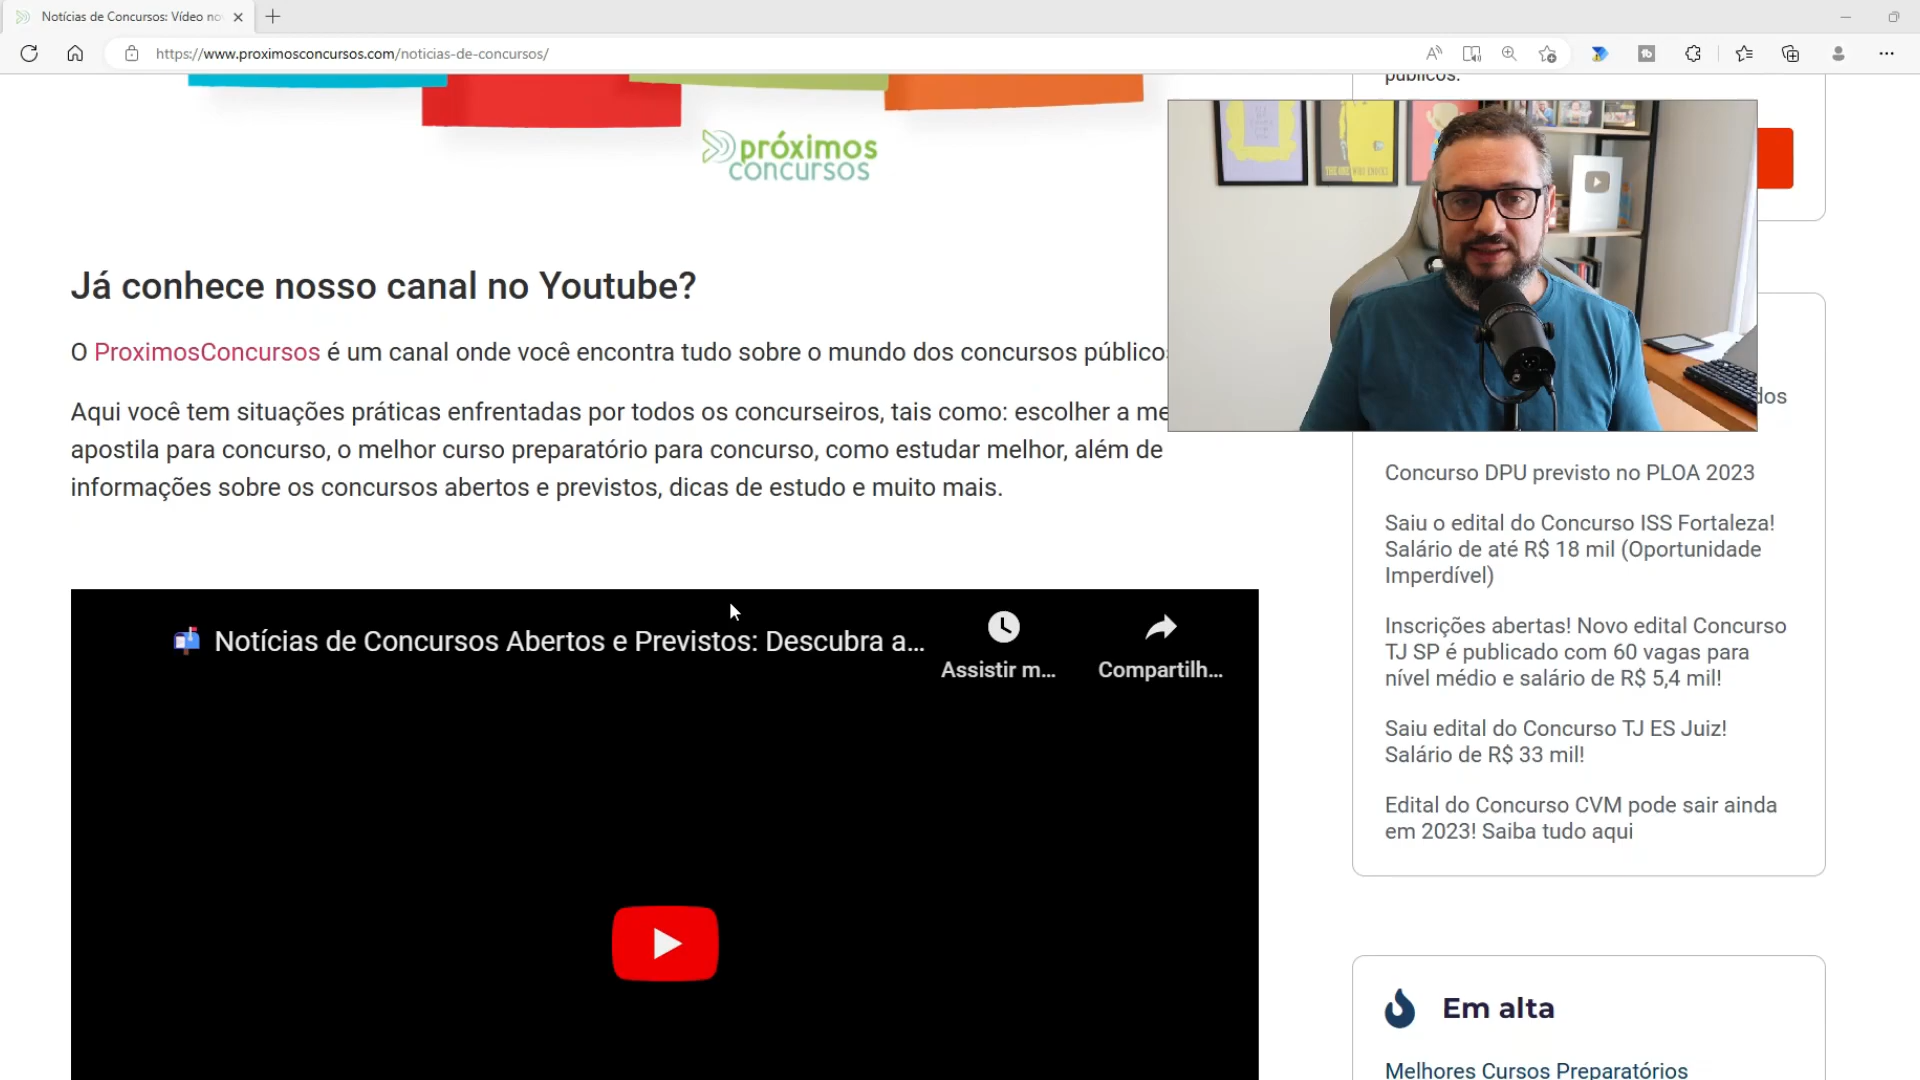 Notícias de Concursos: Vídeo no
https://www.proximosconcursos.com/noticias-de-concursos/
públicos.
próximos
concursos
THE ONE WHO KNOCKS
Já conhece nosso canal no Youtube?
O ProximosConcursos é um canal onde você encontra tudo sobre o mundo dos concursos público
Aqui você tem situações práticas enfrentadas por todos os concurseiros, tais como: escolher a me
apostila para concurso, o melhor curso preparatório para concurso, como estudar melhor, além de
informações sobre os concursos abertos e previstos, dicas de estudo e muito mais.
Notícias de Concursos Abertos e Previstos: Descubra a...
Assistir m...
Compartilh...
dos
Concurso DPU previsto no PLOA 2023
Saiu o edital do Concurso ISS Fortaleza!
Salário de até R$ 18 mil (Oportunidade
Imperdível)
Inscrições abertas! Novo edital Concurso
TJ SP é publicado com 60 vagas para
nível médio e salário de R$ 5,4 mil!
Saiu edital do Concurso TJ ES Juiz!
Salário de R$ 33 mil!
Edital do Concurso CVM pode sair ainda
em 2023! Saiba tudo aqui
Em alta
Melhores Cursos Preparatórios